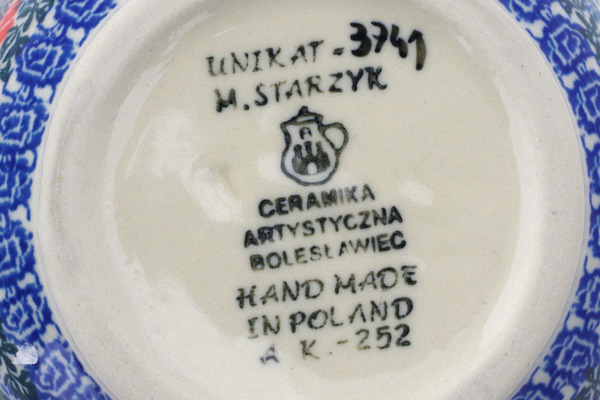 UNIKAT - 3741
M. STARZYK
CERAMIKA
ARTYSTYCZNA
BOLESŁAWIEC
HAND MADE
IN POLAND
A K.-252